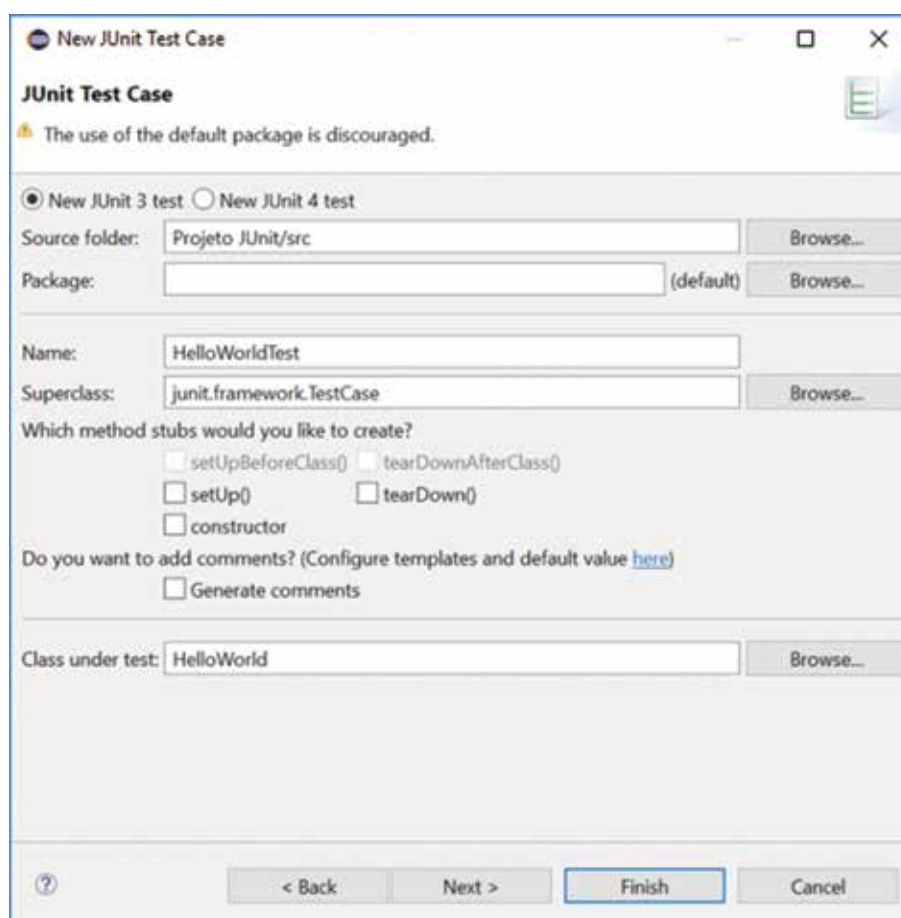 New JUnit Test Case
JUnit Test Case
The use of the default package is discouraged.
New JUnit 3 test New JUnit 4 test
Source folder: Projeto JUnit/src Browse...
Package: (default) Browse...
Name: HelloWorldTest
Superclass: junit.framework.TestCase Browse...
Which method stubs would you like to create?
setUpBeforeClass() tearDownAfterClass()
setUp() tearDown()
constructor
Do you want to add comments? (Configure templates and default value here)
Generate comments
Class under test: HelloWorld Browse...
? < Back Next > Finish Cancel